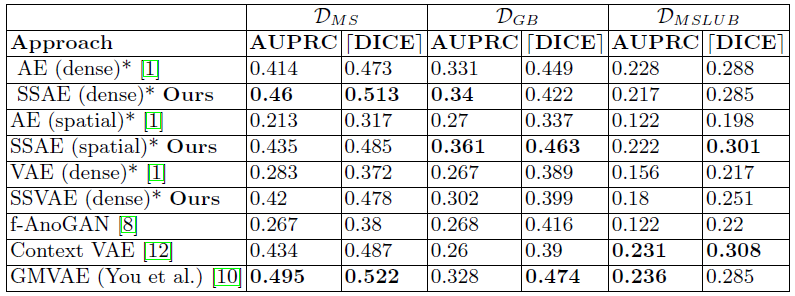 D_MS D_GB D_MSLUB
Approach AUPRC ⌈DICE⌉ AUPRC ⌈DICE⌉ AUPRC ⌈DICE⌉
AE (dense)* [1] 0.414 0.473 0.331 0.449 0.228 0.288
SSAE (dense)* Ours 0.46 0.513 0.34 0.422 0.217 0.285
AE (spatial)* [1] 0.213 0.317 0.27 0.337 0.122 0.198
SSAE (spatial)* Ours 0.435 0.485 0.361 0.463 0.222 0.301
VAE (dense)* [1] 0.283 0.372 0.267 0.389 0.156 0.217
SSVAE (dense)* Ours 0.42 0.478 0.302 0.399 0.18 0.251
f-AnoGAN [8] 0.267 0.38 0.268 0.416 0.122 0.22
Context VAE [12] 0.434 0.487 0.26 0.39 0.231 0.308
GMVAE (You et al.) [10] 0.495 0.522 0.328 0.474 0.236 0.285